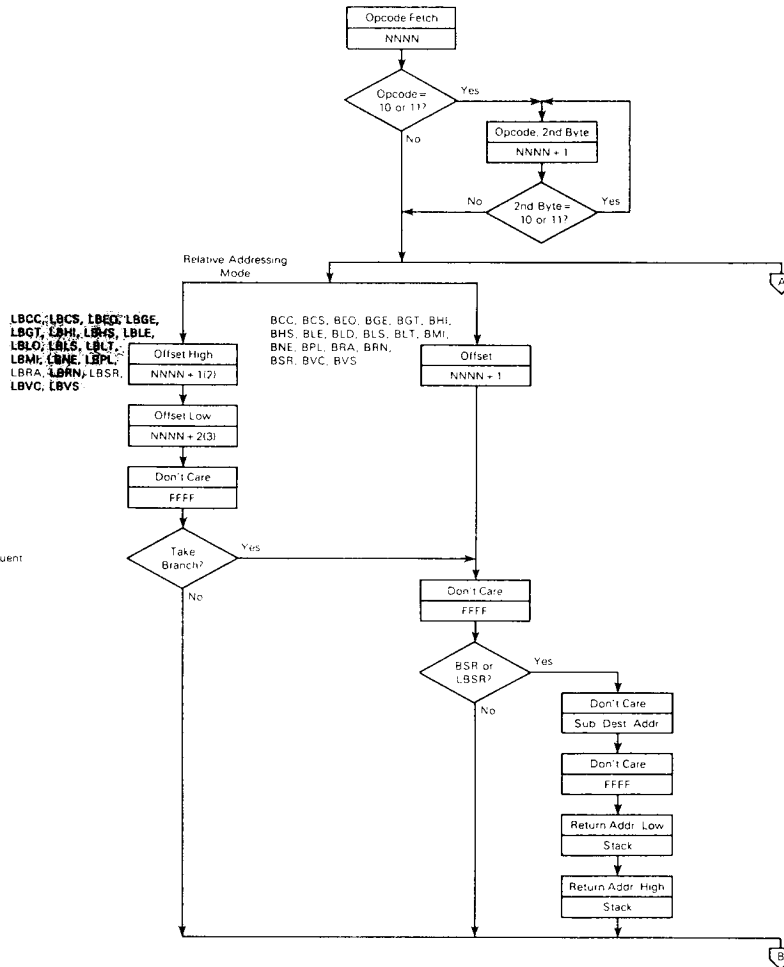 Opcode Fetch
NNNN
Opcode =
10 or 11?
Yes
No
Opcode, 2nd Byte
NNNN + 1
2nd Byte =
10 or 11?
No
Yes
Relative Addressing
Mode
A
LBCC, LBCS, LBEQ, LBGE,
LBGT, LBHI, LBHS, LBLE,
LBLO, LBLS, LBLT,
LBMI, LBNE, LBPL,
LBRA, LBRN, LBSR,
LBVC, LBVS
Offset High
NNNN + 1(2)
Offset Low
NNNN + 2(3)
Don't Care
FFFF
Take
Branch?
Yes
No
BCC, BCS, BEQ, BGE, BGT, BHI,
BHS, BLE, BLO, BLS, BLT, BMI,
BNE, BPL, BRA, BRN,
BSR, BVC, BVS
Offset
NNNN + 1
uent
Don't Care
FFFF
BSR or
LBSR?
Yes
No
Don't Care
Sub Dest Addr
Don't Care
FFFF
Return Addr Low
Stack
Return Addr High
Stack
B